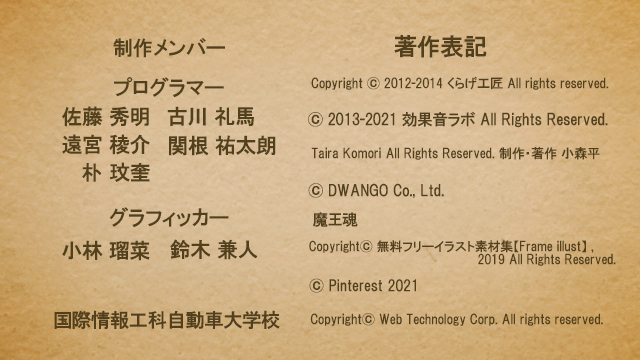 制作メンバー
プログラマー
佐藤 秀明 古川 礼馬
遠宮 稜介 関根 祐太朗
朴 玟奎
グラフィッカー
小林 瑠菜 鈴木 兼人
国際情報工科自動車大学校
著作表記
Copyright © 2012-2014 くらげ工匠 All rights reserved.
© 2013-2021 効果音ラボ All Rights Reserved.
Taira Komori All Rights Reserved. 制作・著作 小森平
© DWANGO Co., Ltd.
魔王魂
Copyright© 無料フリーイラスト素材集【Frame illust】 ,
2019 All Rights Reserved.
© Pinterest 2021
Copyright© Web Technology Corp. All rights reserved.